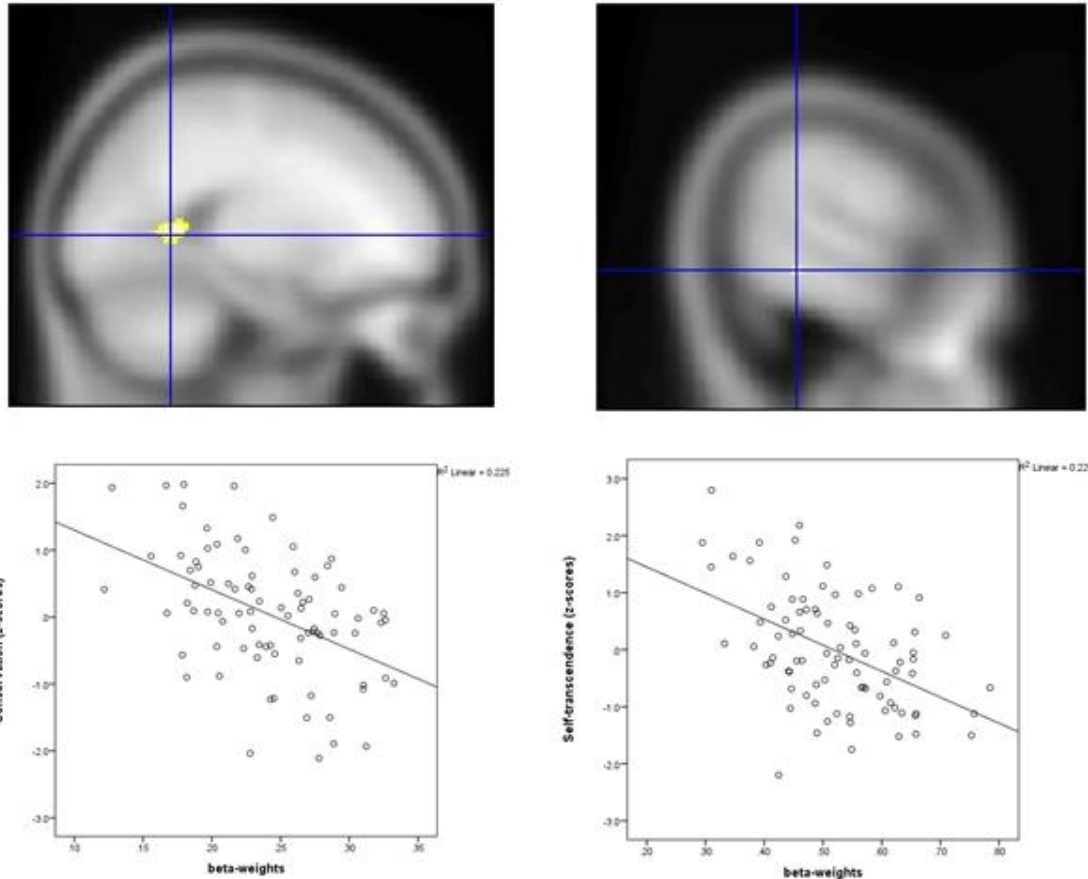 R² Linear = 0.225
2.0
1.0
0
-1.0
-2.0
-3.0
(z-scores)
.10 .15 .20 .25 .30 .35
beta-weights
R² Linear = 0.22
3.0
2.0
1.0
.0
-1.0
-2.0
-3.0
Self-transcendence (z-scores)
.20 .30 .40 .50 .60 .70 .80
beta-weights